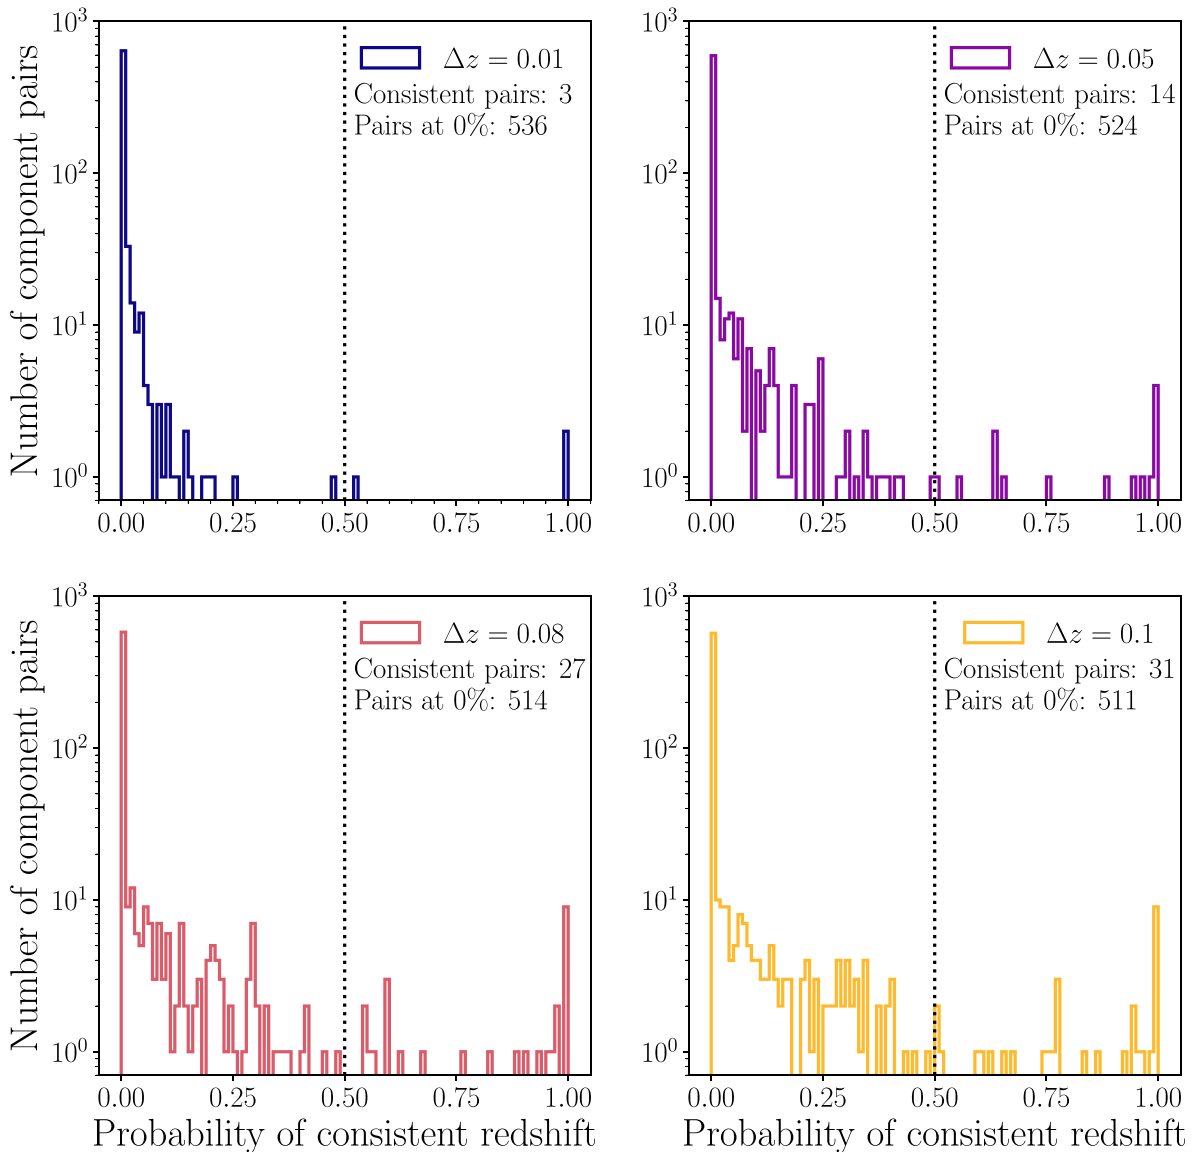 Number of component pairs
10³
10²
10¹
10⁰
Δz = 0.01
Consistent pairs: 3
Pairs at 0%: 536
0.00 0.25 0.50 0.75 1.00
10³
10²
10¹
10⁰
Δz = 0.05
Consistent pairs: 14
Pairs at 0%: 524
0.00 0.25 0.50 0.75 1.00
Number of component pairs
10³
10²
10¹
10⁰
Δz = 0.08
Consistent pairs: 27
Pairs at 0%: 514
0.00 0.25 0.50 0.75 1.00
Probability of consistent redshift
10³
10²
10¹
10⁰
Δz = 0.1
Consistent pairs: 31
Pairs at 0%: 511
0.00 0.25 0.50 0.75 1.00
Probability of consistent redshift